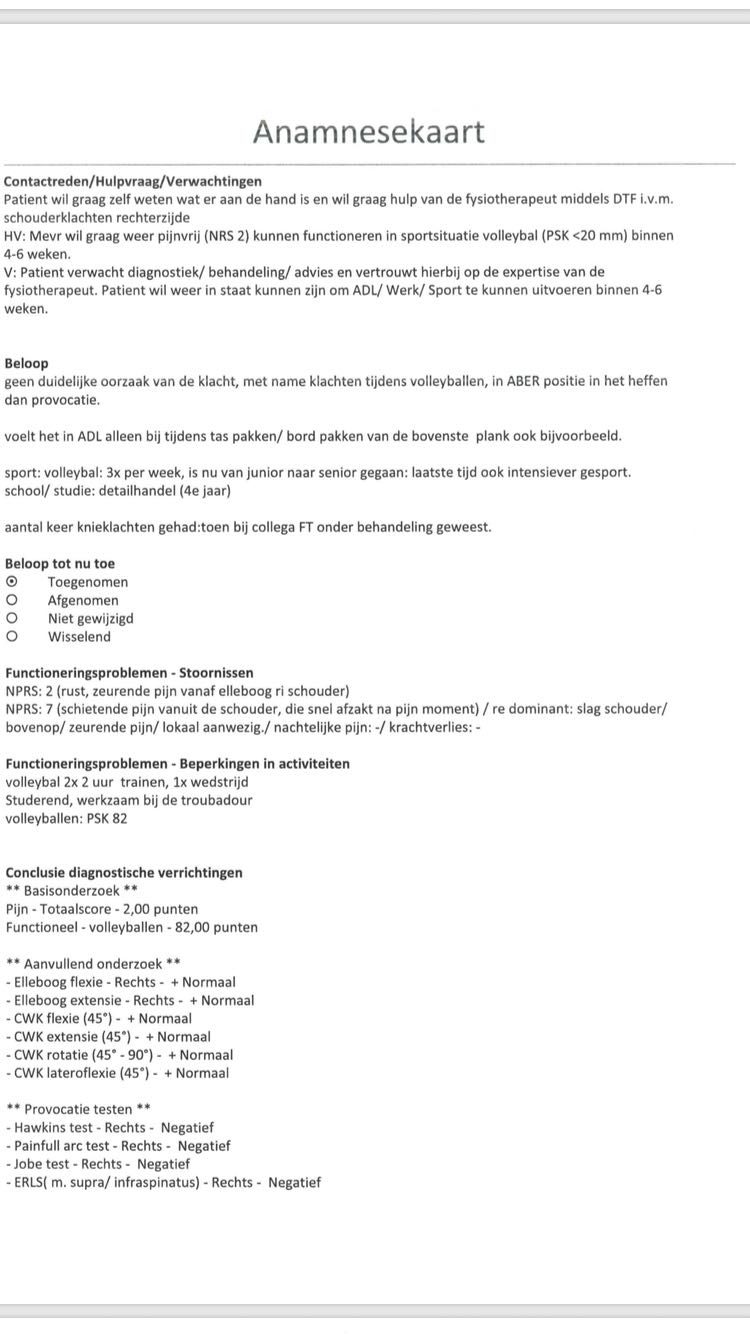 Anamnesekaart
Contactreden/Hulpvraag/Verwachtingen
Patient wil graag zelf weten wat er aan de hand is en wil graag hulp van de fysiotherapeut middels DTF i.v.m.
schouderklachten rechterzijde
HV: Mevr wil graag weer pijnvrij (NRS 2) kunnen functioneren in sportsituatie volleybal (PSK <20 mm) binnen
4-6 weken.
V: Patient verwacht diagnostiek/ behandeling/ advies en vertrouwt hierbij op de expertise van de
fysiotherapeut. Patient wil weer in staat kunnen zijn om ADL/ Werk/ Sport te kunnen uitvoeren binnen 4-6
weken.
Beloop
geen duidelijke oorzaak van de klacht, met name klachten tijdens volleyballen, in ABER positie in het heffen
dan provocatie.
voelt het in ADL alleen bij tijdens tas pakken/ bord pakken van de bovenste plank ook bijvoorbeeld.
sport: volleybal: 3x per week, is nu van junior naar senior gegaan: laatste tijd ook intensiever gesport.
school/ studie: detailhandel (4e jaar)
aantal keer knieklachten gehad:toen bij collega FT onder behandeling geweest.
Beloop tot nu toe
Toegenomen
Afgenomen
Niet gewijzigd
Wisselend
Functioneringsproblemen - Stoornissen
NPRS: 2 (rust, zeurende pijn vanaf elleboog ri schouder)
NPRS: 7 (schietende pijn vanuit de schouder, die snel afzakt na pijn moment) / re dominant: slag schouder/
bovenop/ zeurende pijn/ lokaal aanwezig./ nachtelijke pijn: -/ krachtverlies: -
Functioneringsproblemen - Beperkingen in activiteiten
volleybal 2x 2 uur trainen, 1x wedstrijd
Studerend, werkzaam bij de troubadour
volleyballen: PSK 82
Conclusie diagnostische verrichtingen
** Basisonderzoek **
Pijn - Totaalscore - 2,00 punten
Functioneel - volleyballen - 82,00 punten
** Aanvullend onderzoek **
- Elleboog flexie - Rechts - + Normaal
- Elleboog extensie - Rechts - + Normaal
- CWK flexie (45°) - + Normaal
- CWK extensie (45°) - + Normaal
- CWK rotatie (45° - 90°) - + Normaal
- CWK lateroflexie (45°) - + Normaal
** Provocatie testen **
- Hawkins test - Rechts - Negatief
- Painfull arc test - Rechts - Negatief
- Jobe test - Rechts - Negatief
- ERLS( m. supra/ infraspinatus) - Rechts - Negatief